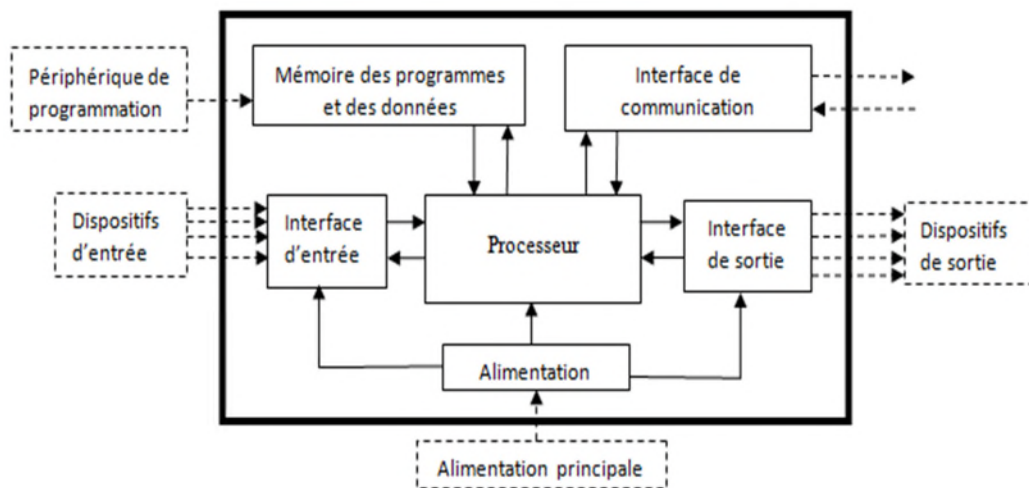 Périphérique de
programmation
Mémoire des programmes
et des données
Interface de
communication
Dispositifs
d'entrée
Interface
d'entrée
Processeur
Interface
de sortie
Dispositifs
de sortie
Alimentation
Alimentation principale